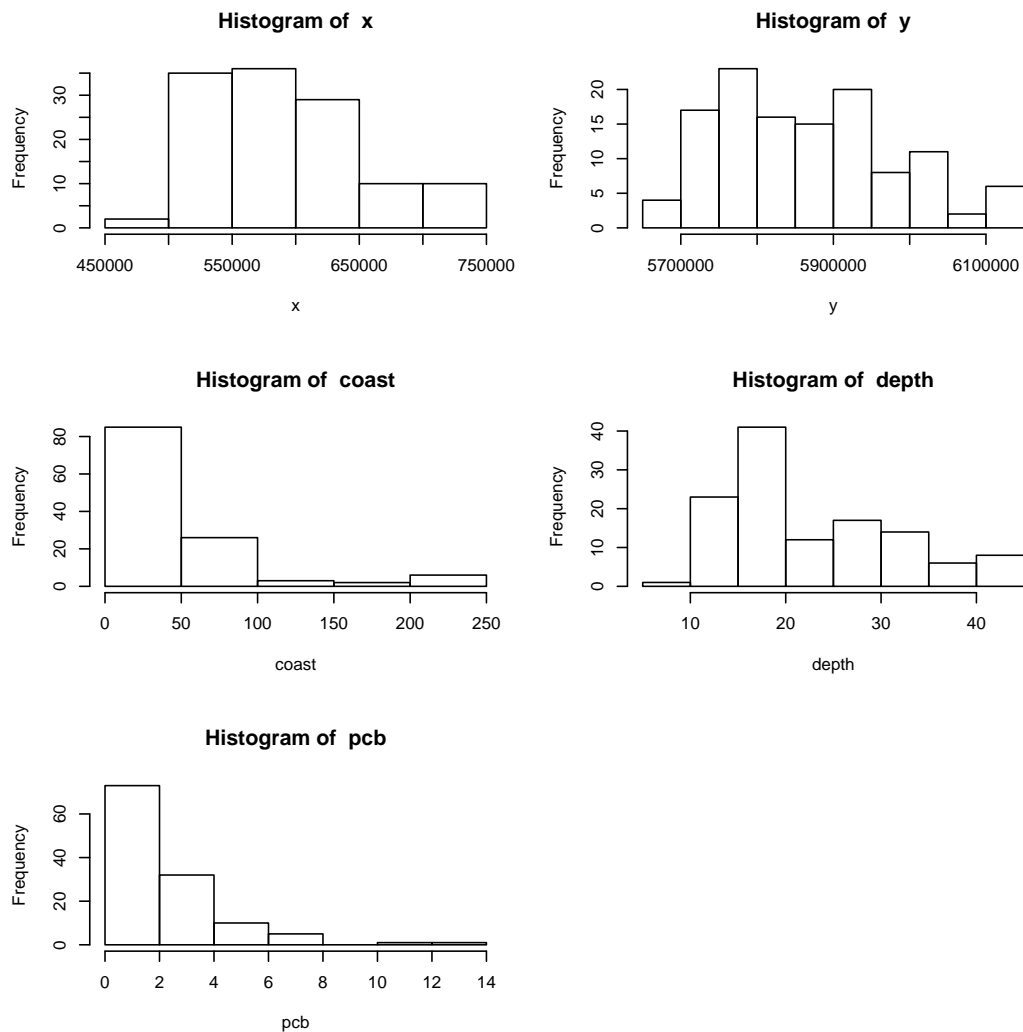 Histogram of x
Frequency
0
10
20
30
450000 550000 650000 750000
x
Histogram of y
Frequency
0
5
10
15
20
5700000 5900000 6100000
y
Histogram of coast
Frequency
0
20
40
60
80
0 50 100 150 200 250
coast
Histogram of depth
Frequency
0
10
20
30
40
10 20 30 40
depth
Histogram of pcb
Frequency
0
20
40
60
0 2 4 6 8 10 12 14
pcb